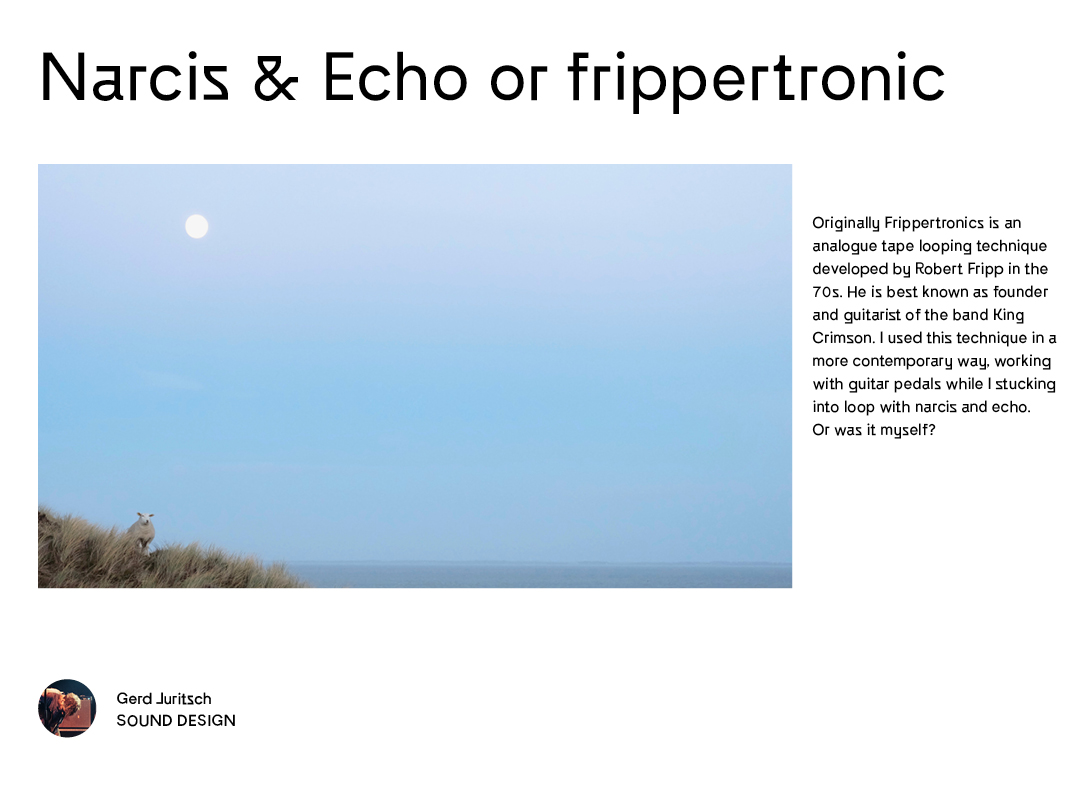 Narcis & Echo or frippertronic
Originally Frippertronics is an
analogue tape looping technique
developed by Robert Fripp in the
70s. He is best known as founder
and guitarist of the band King
Crimson. I used this technique in a
more contemporary way, working
with guitar pedals while I stucking
into loop with narcis and echo.
Or was it myself?
Gerd Juritsch
SOUND DESIGN